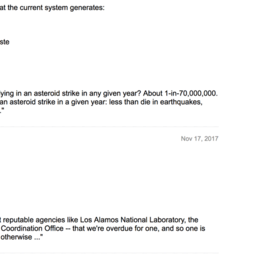 at the current system generates:
ste
ying in an asteroid strike in any given year? About 1-in-70,000,000.
an asteroid strike in a given year: less than die in earthquakes,
."
Nov 17, 2017
t reputable agencies like Los Alamos National Laboratory, the
Coordination Office -- that we're overdue for one, and so one is
otherwise ..."